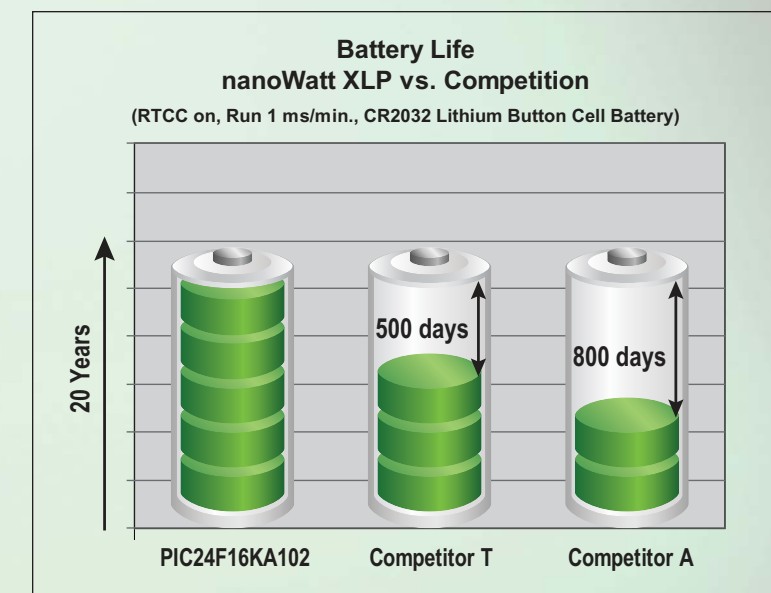 Battery Life
nanoWatt XLP vs. Competition
(RTCC on, Run 1 ms/min., CR2032 Lithium Button Cell Battery)
20 Years
500 days
800 days
PIC24F16KA102
Competitor T
Competitor A